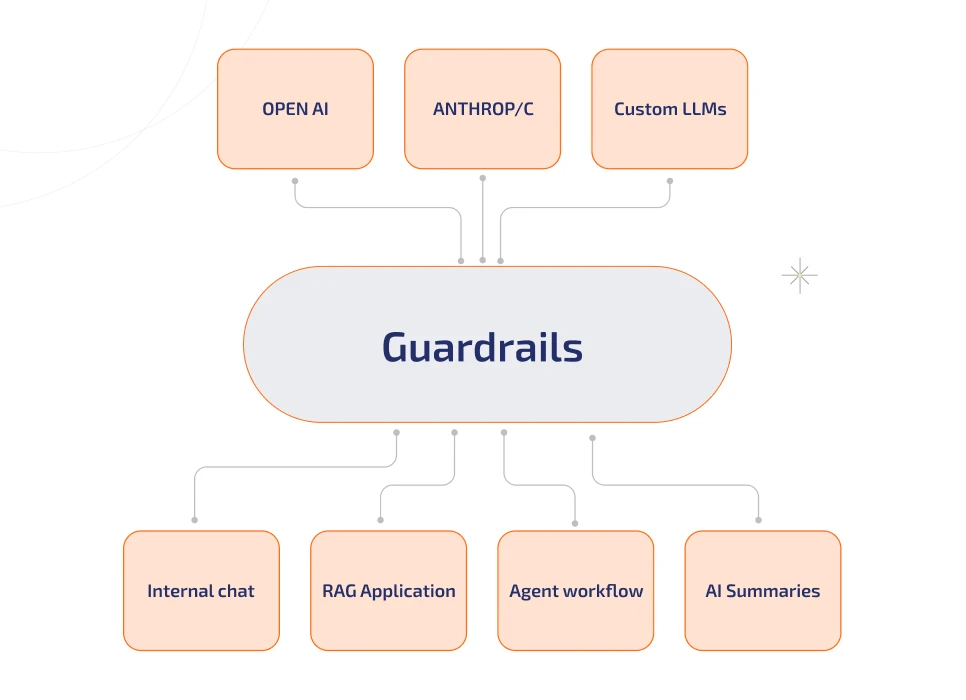 OPEN AI
ANTHROP/C
Custom LLMs
Guardrails
Internal chat
RAG Application
Agent workflow
AI Summaries